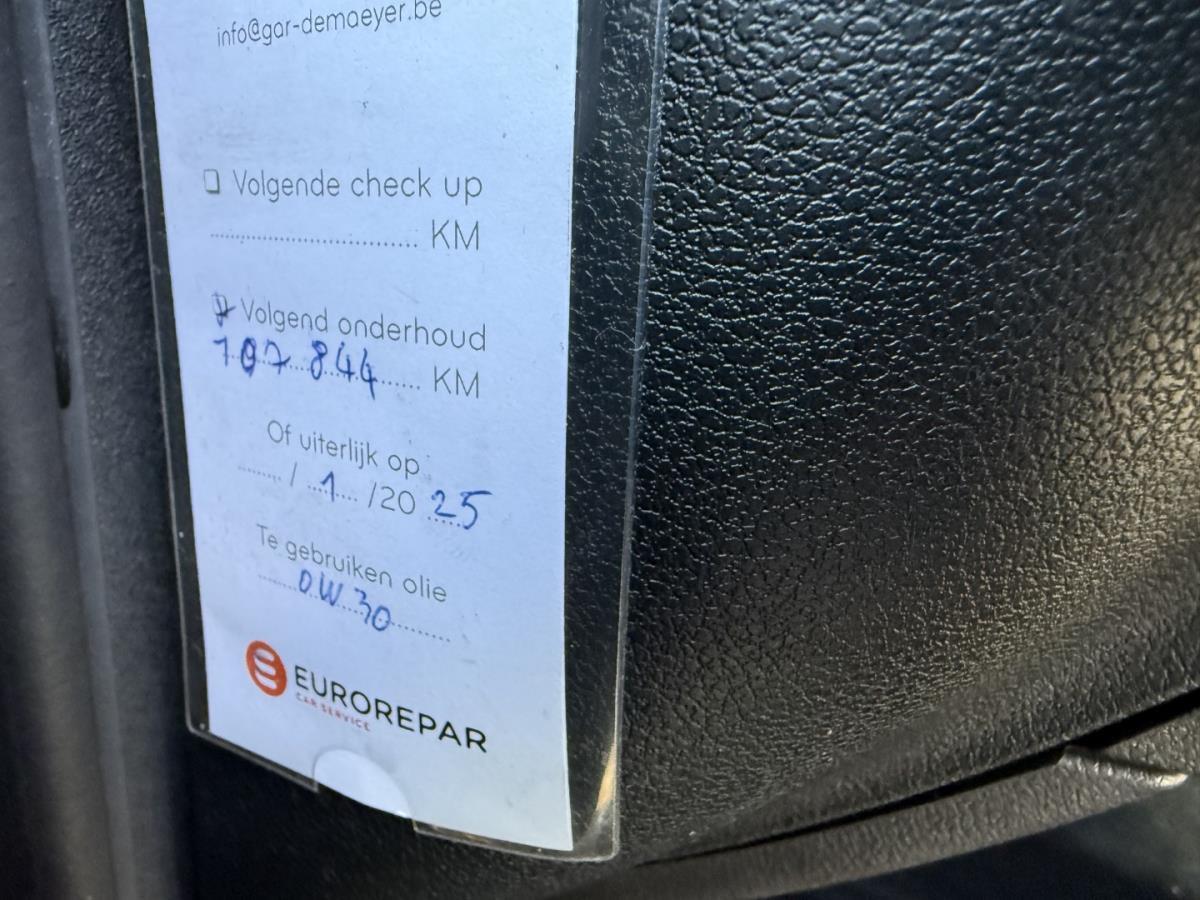 info@gar-demaeyer.be
Volgende check up
KM
Volgend onderhoud
107 844 KM
Of uiterlijk op
/ 1 /20 25
Te gebruiken olie
0W30
EUROREPAR
CAR SERVICE